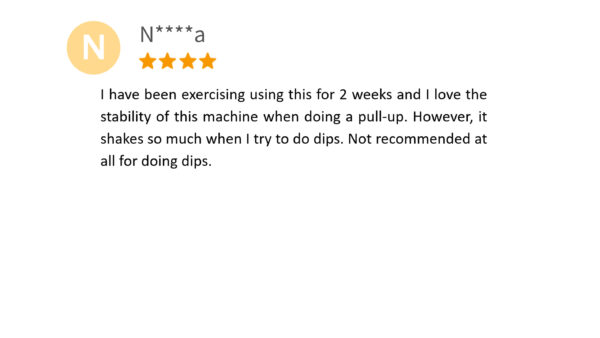 N
N****a
I have been exercising using this for 2 weeks and I love the
stability of this machine when doing a pull-up. However, it
shakes so much when I try to do dips. Not recommended at
all for doing dips.